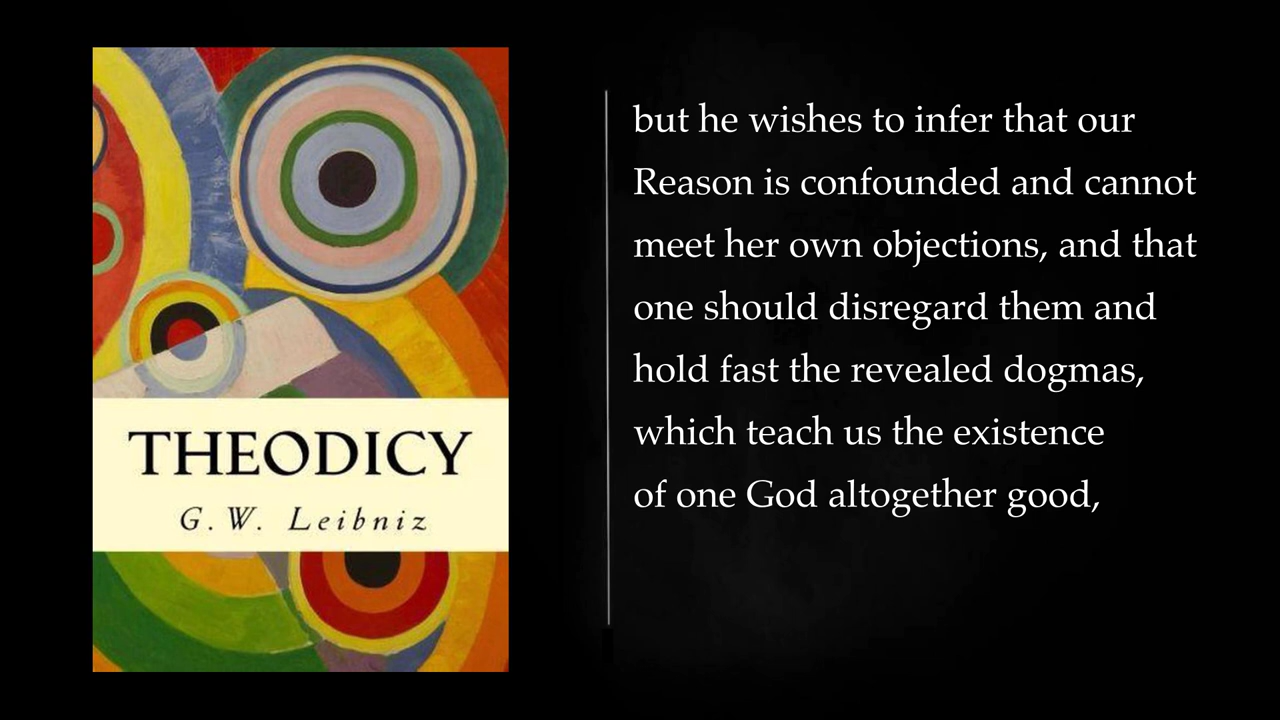 THEODICY
G. W. Leibniz
but he wishes to infer that our
Reason is confounded and cannot
meet her own objections, and that
one should disregard them and
hold fast the revealed dogmas,
which teach us the existence
of one God altogether good,